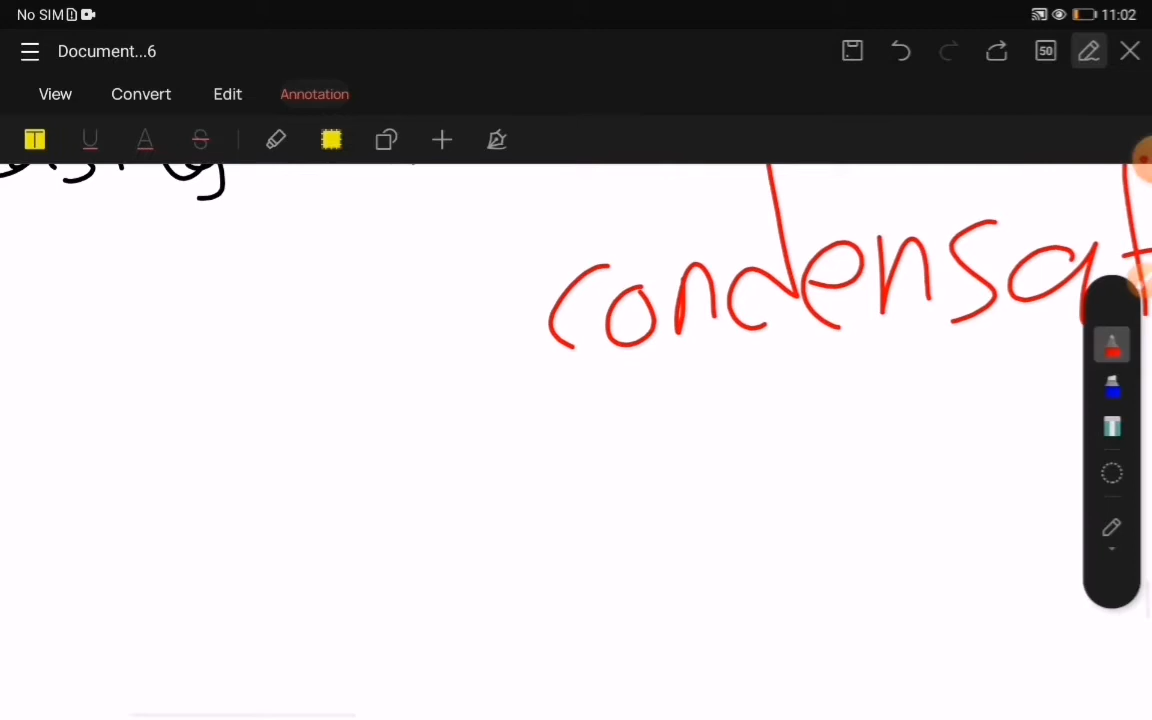 No SIM 11:02
Document...6 50
View Convert Edit Annotation
T U A S
condensat